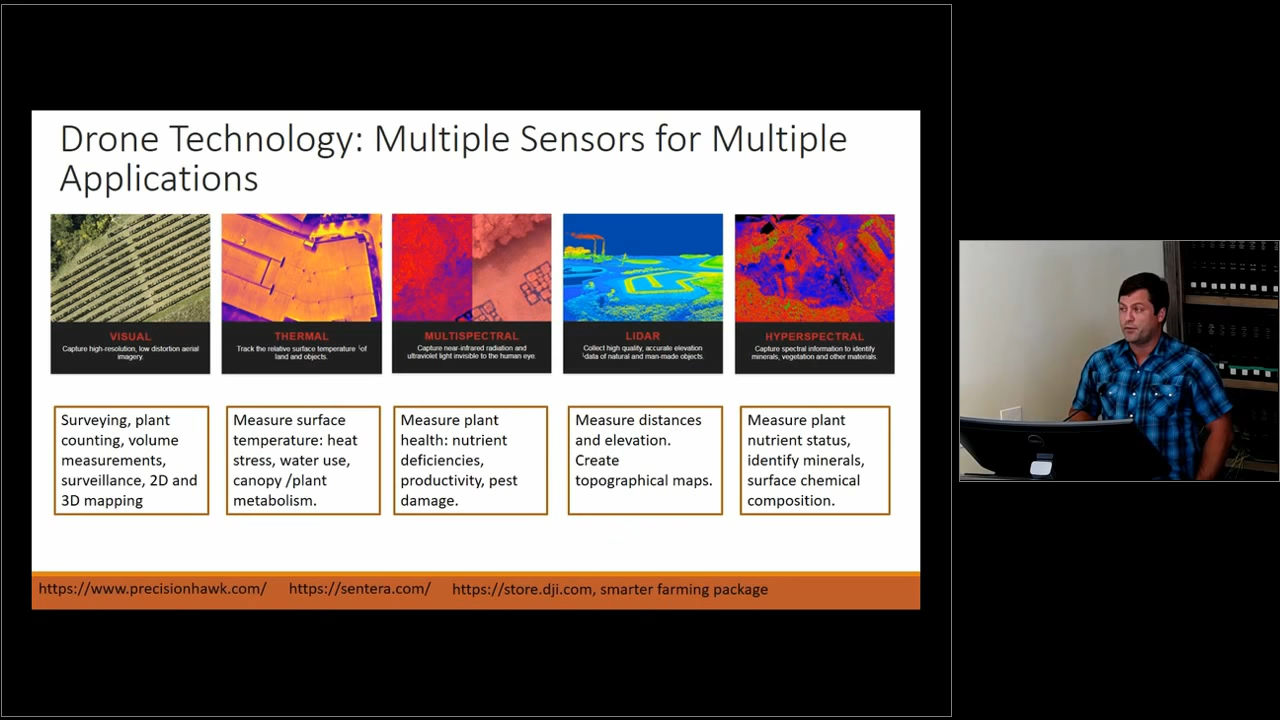 Drone Technology: Multiple Sensors for Multiple
Applications
VISUAL
Capture high-resolution, low distortion aerial
imagery.
THERMAL
Track the relative surface temperature of
land and objects.
MULTISPECTRAL
Capture near-infrared radiation and
ultraviolet light invisible to the human eye.
LIDAR
Collect high quality, accurate elevation
data of natural and man-made objects.
HYPERSPECTRAL
Capture spectral information to identify
minerals, vegetation and other materials.
Surveying, plant
counting, volume
measurements,
surveillance, 2D and
3D mapping
Measure surface
temperature: heat
stress, water use,
canopy /plant
metabolism.
Measure plant
health: nutrient
deficiencies,
productivity, pest
damage.
Measure distances
and elevation.
Create
topographical maps.
Measure plant
nutrient status,
identify minerals,
surface chemical
composition.
https://www.precisionhawk.com/ https://sentera.com/ https://store.dji.com, smarter farming package